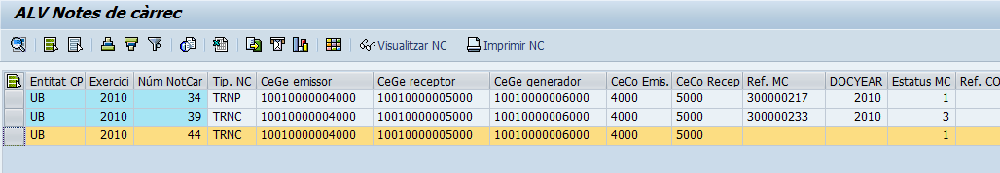 ALV Notes de càrrec
Visualitzar NC Imprimir NC
Entitat CP Exercici Núm NotCar Tip. NC CeGe emissor CeGe receptor CeGe generador CeCo Emis. CeCo Recep Ref. MC DOCYEAR Estatus MC Ref. CO
UB 2010 34 TRNP 10010000004000 10010000005000 10010000006000 4000 5000 300000217 2010 1
UB 2010 39 TRNC 10010000004000 10010000005000 10010000006000 4000 5000 300000233 2010 3
UB 2010 44 TRNC 10010000004000 10010000005000 10010000006000 4000 5000 1